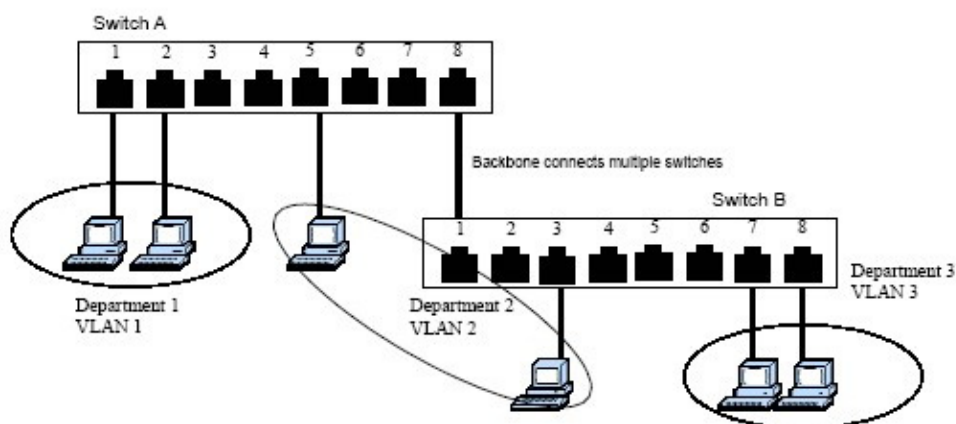 Switch A
1 2 3 4 5 6 7 8
Backbone connects multiple switches
Switch B
1 2 3 4 5 6 7 8
Department 1
VLAN 1
Department 2
VLAN 2
Department 3
VLAN 3